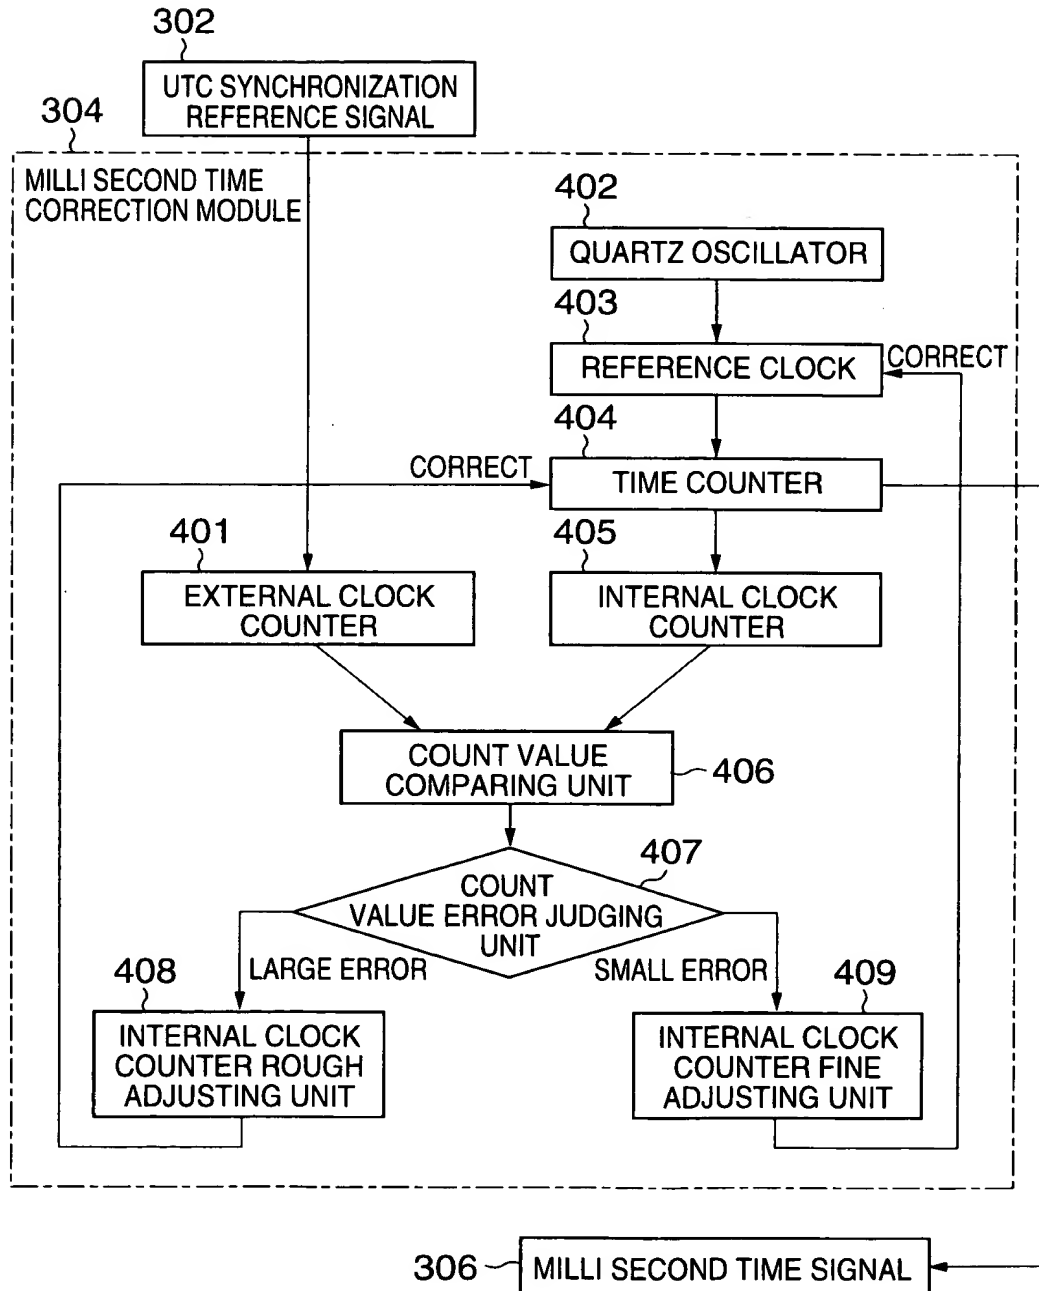 302
UTC SYNCHRONIZATION
REFERENCE SIGNAL
304
MILLI SECOND TIME
CORRECTION MODULE
402
QUARTZ OSCILLATOR
403
REFERENCE CLOCK
CORRECT
404
CORRECT
TIME COUNTER
401
EXTERNAL CLOCK
COUNTER
405
INTERNAL CLOCK
COUNTER
COUNT VALUE
COMPARING UNIT
406
407
COUNT
VALUE ERROR JUDGING
UNIT
LARGE ERROR
SMALL ERROR
408
INTERNAL CLOCK
COUNTER ROUGH
ADJUSTING UNIT
409
INTERNAL CLOCK
COUNTER FINE
ADJUSTING UNIT
306
MILLI SECOND TIME SIGNAL